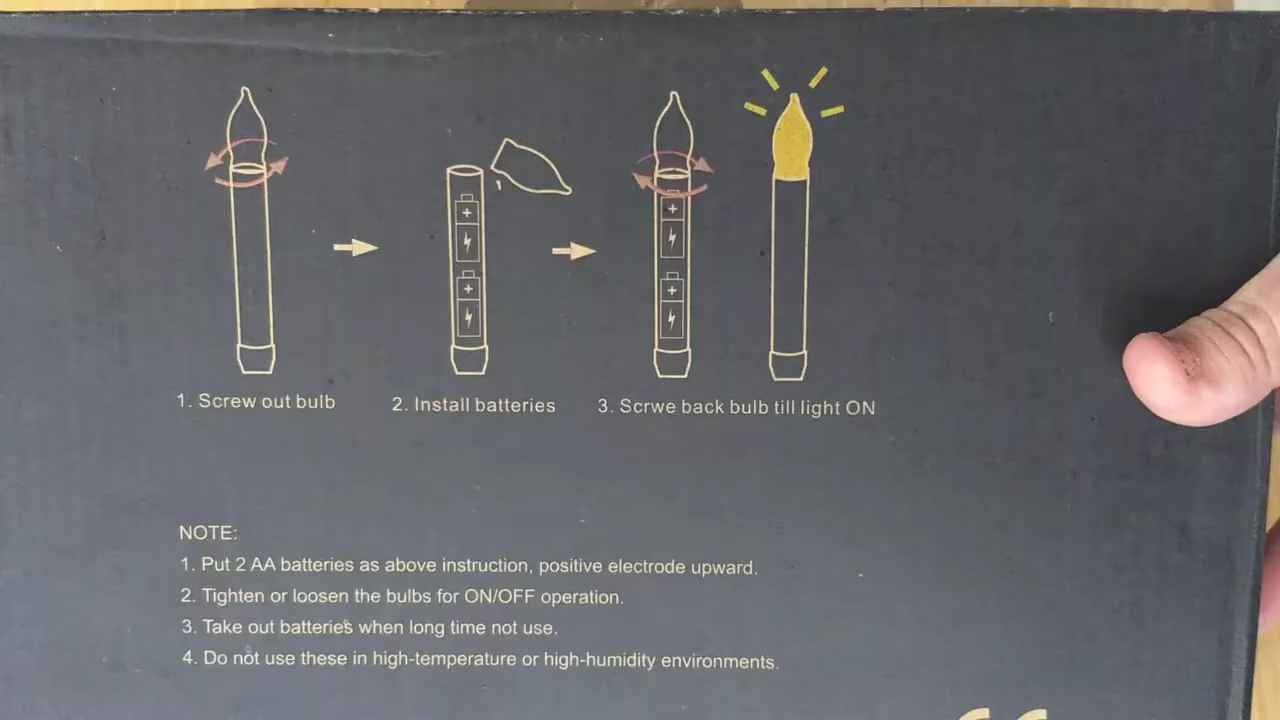 1. Screw out bulb
2. Install batteries
3. Scrwe back bulb till light ON
NOTE:
1. Put 2 AA batteries as above instruction, positive electrode upward.
2. Tighten or loosen the bulbs for ON/OFF operation.
3. Take out batteries when long time not use.
4. Do not use these in high-temperature or high-humidity environments.